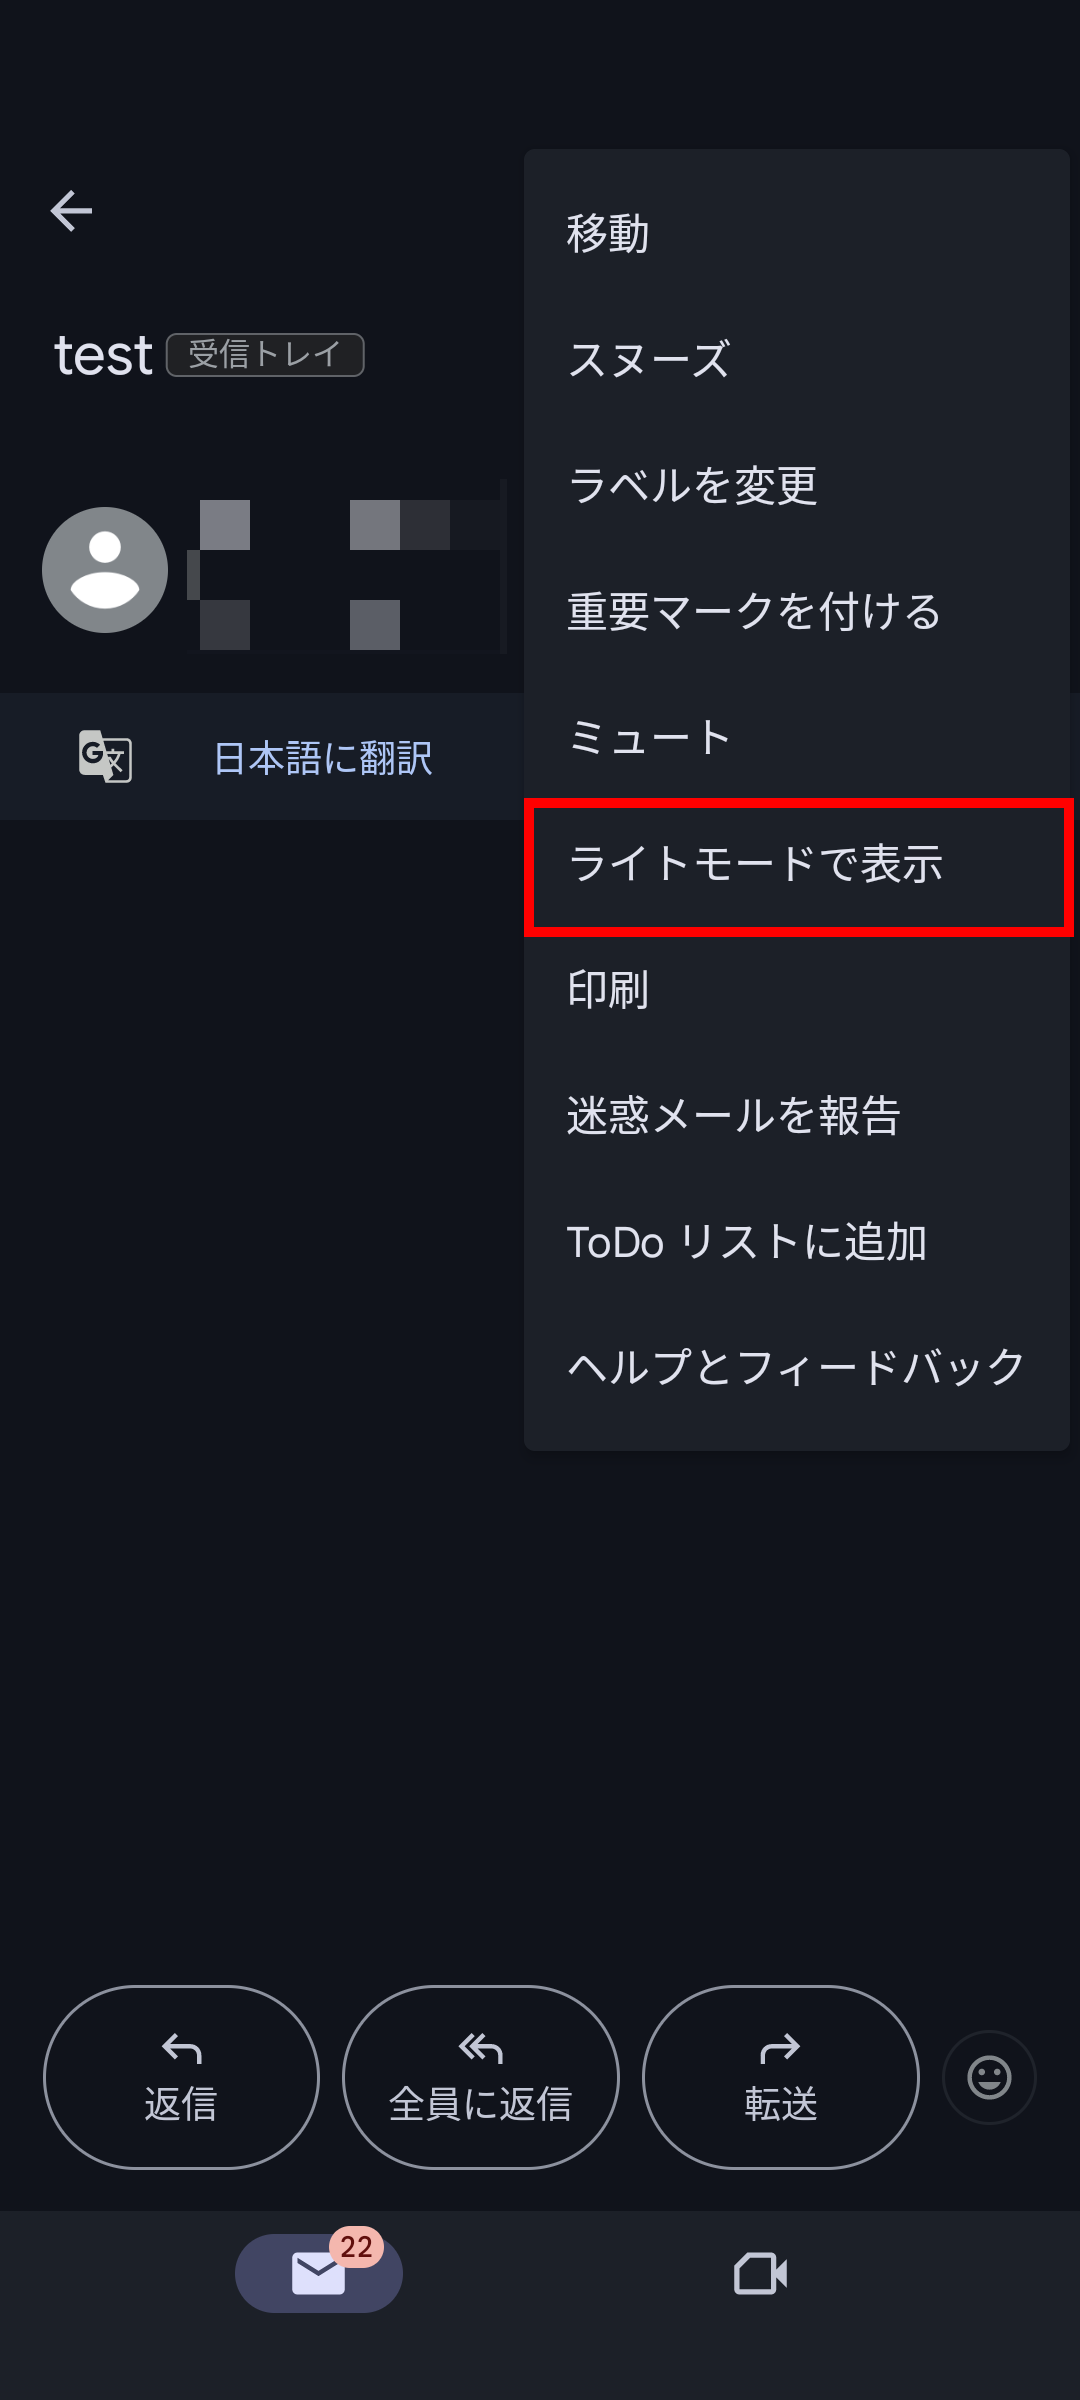 移動
test 受信トレイ
スヌーズ
ラベルを変更
重要マークを付ける
ミュート
日本語に翻訳
ライトモードで表示
印刷
迷惑メールを報告
ToDo リストに追加
ヘルプとフィードバック
返信
全員に返信
転送
22